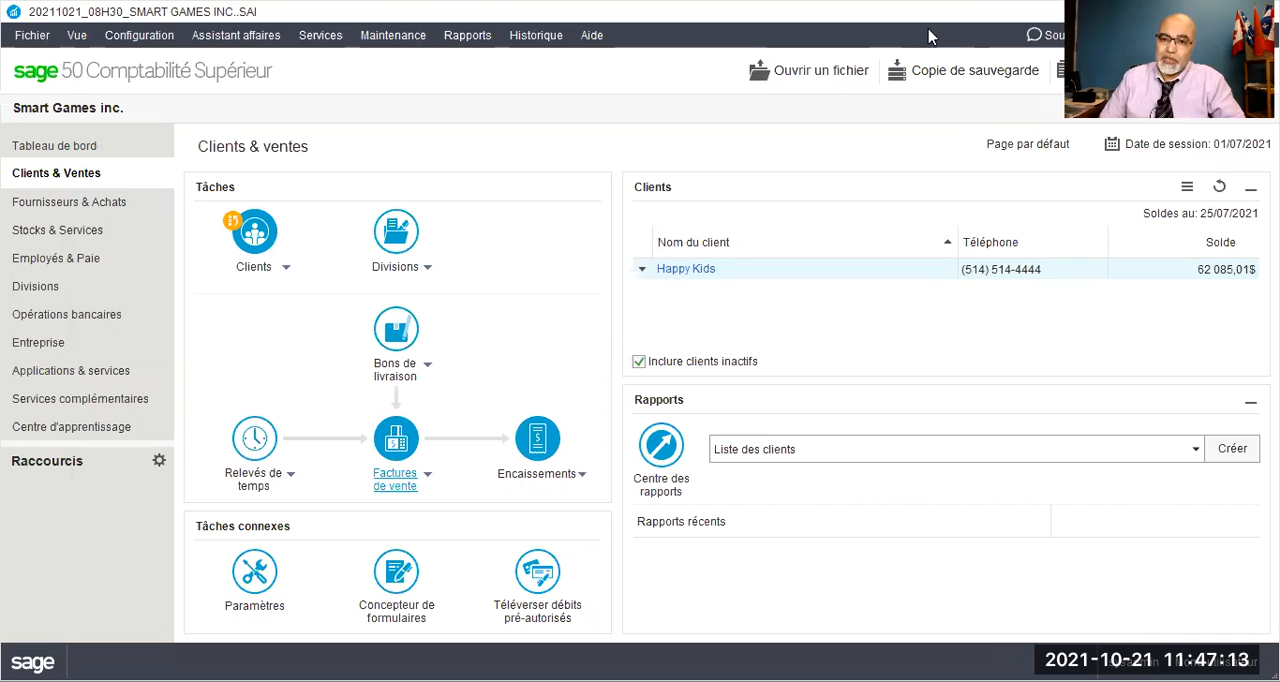 20211021_08H30_SMART GAMES INC..SAI
Fichier Vue Configuration Assistant affaires Services Maintenance Rapports Historique Aide
sage 50 Comptabilité Supérieur
Ouvrir un fichier Copie de sauvegarde
Smart Games inc.
Tableau de bord
Clients & Ventes
Fournisseurs & Achats
Stocks & Services
Employés & Paie
Divisions
Opérations bancaires
Entreprise
Applications & services
Services complémentaires
Centre d'apprentissage
Raccourcis
Clients & ventes
Page par défaut Date de session: 01/07/2021
Tâches
Clients
Divisions
Bons de
livraison
Relevés de
temps
Factures
de vente
Encaissements
Tâches connexes
Paramètres
Concepteur de
formulaires
Téléverser débits
pré-autorisés
Clients
Soldes au: 25/07/2021
Nom du client Téléphone Solde
Happy Kids (514) 514-4444 62 085,01$
Inclure clients inactifs
Rapports
Centre des
rapports
Liste des clients Créer
Rapports récents
sage
2021-10-21 11:47:13